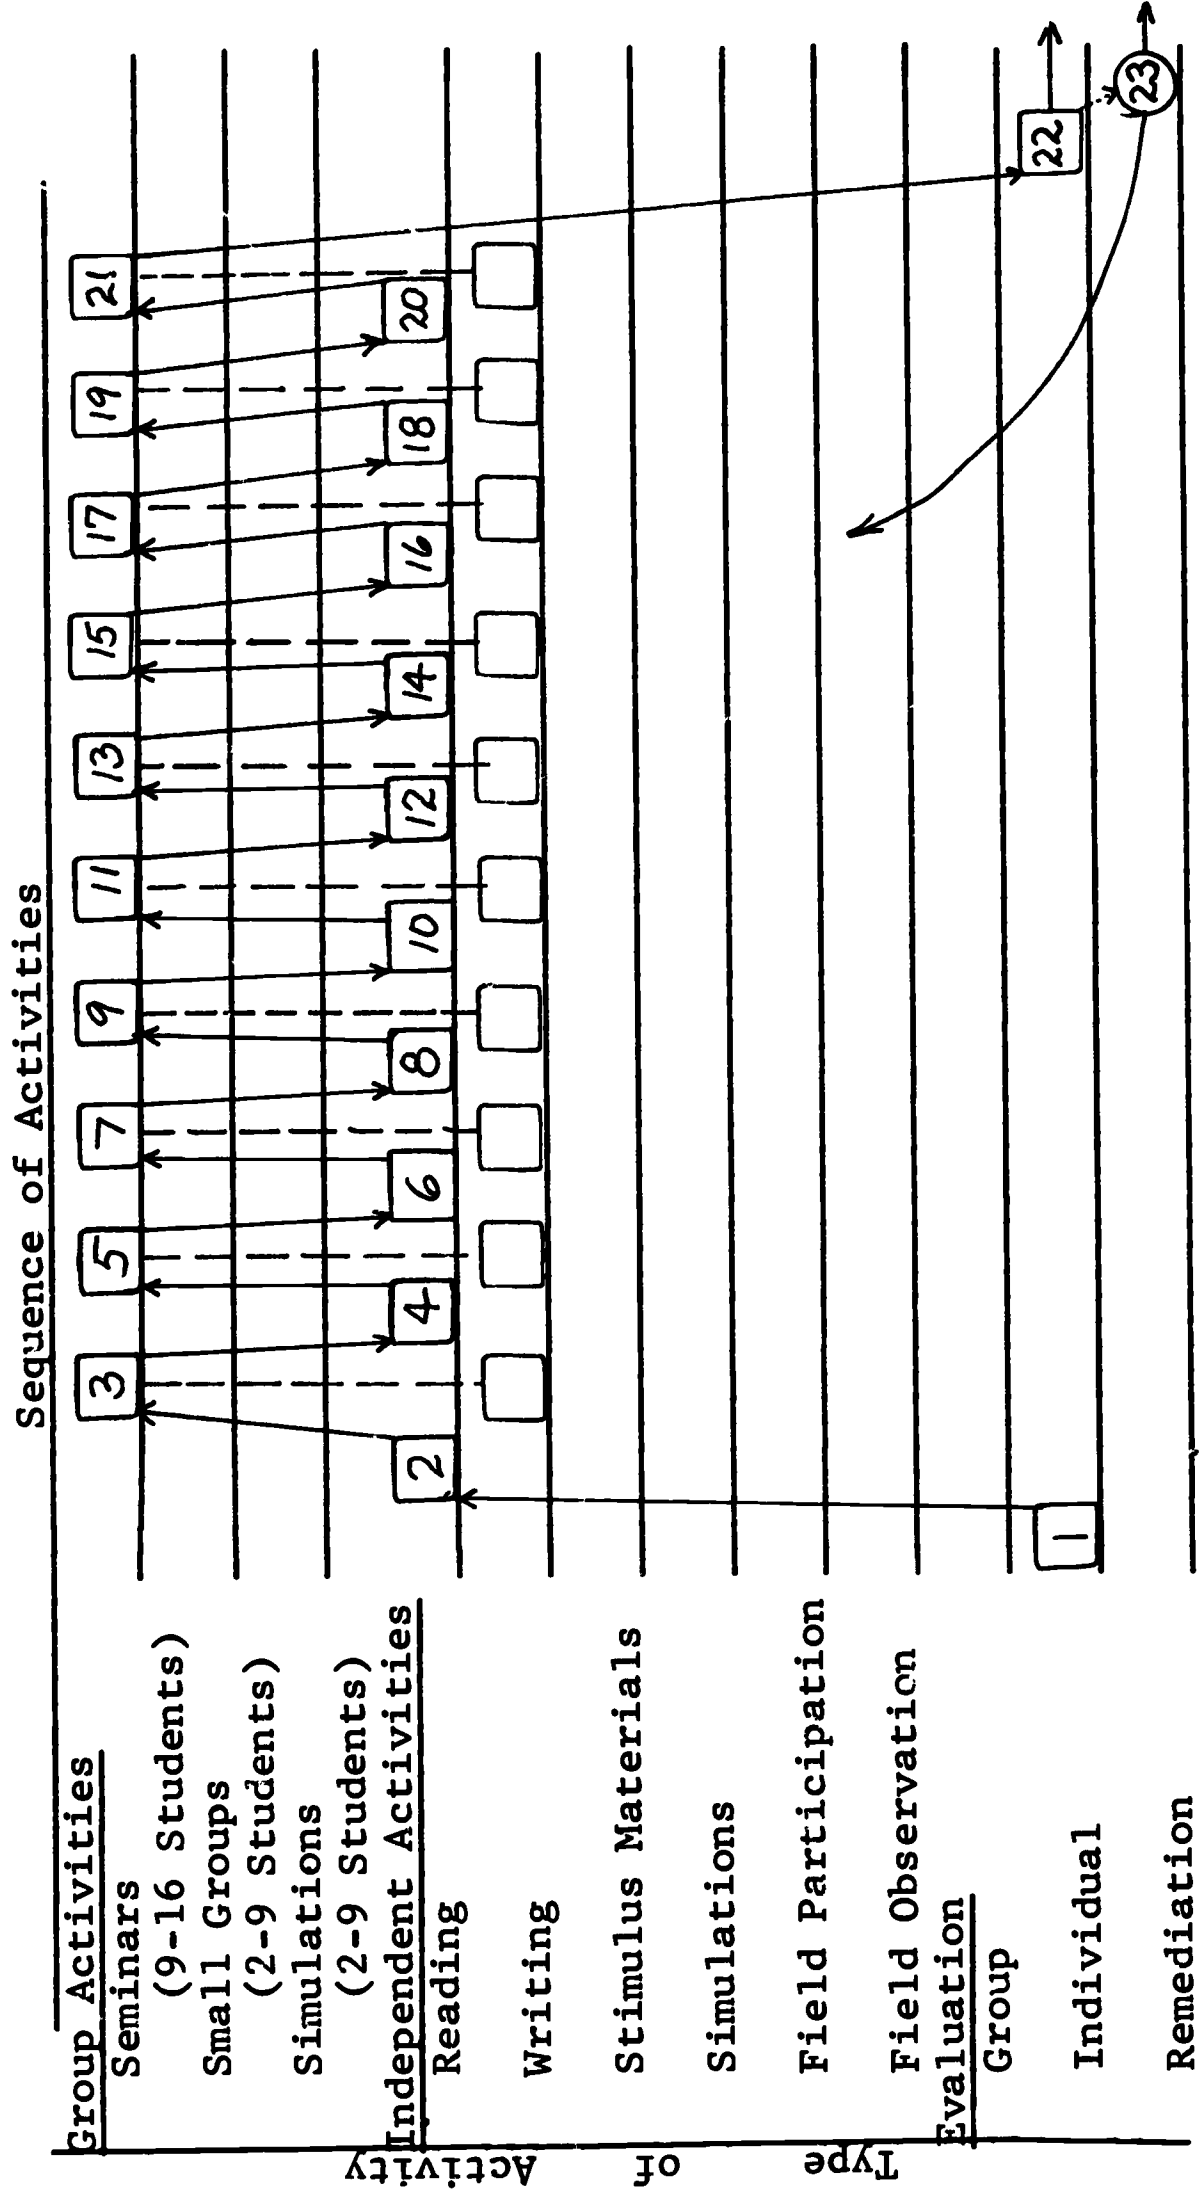 Sequence of Activities
Type of Activity
Group Activities
Seminars
(9-16 Students)
Small Groups
(2-9 Students)
Simulations
(2-9 Students)
Independent Activities
Reading
Writing
Stimulus Materials
Simulations
Field Participation
Field Observation
Evaluation
Group
Individual
Remediation
3 5 7 9 11 13 15 17 19 21
2 4 6 8 10 12 14 16 18 20
1 22
23